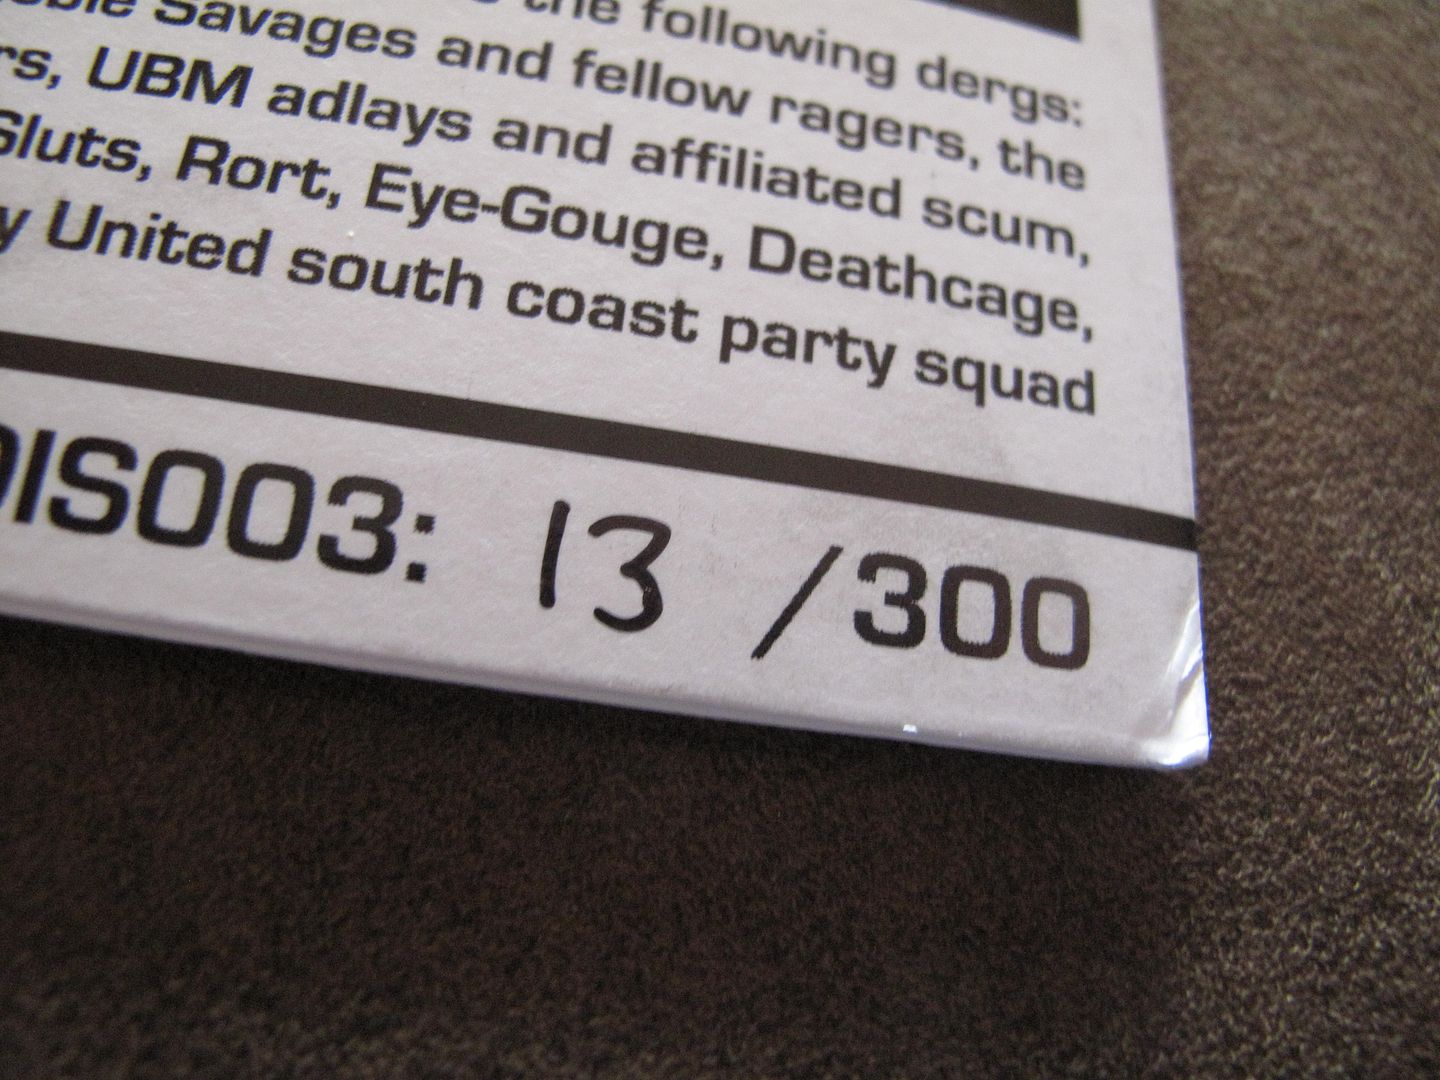 the following dergs:
Savages and fellow ragers, the
UBM adlays and affiliated scum,
Sluts, Rort, Eye-Gouge, Deathcage,
United south coast party squad
DIS003: 13 /300